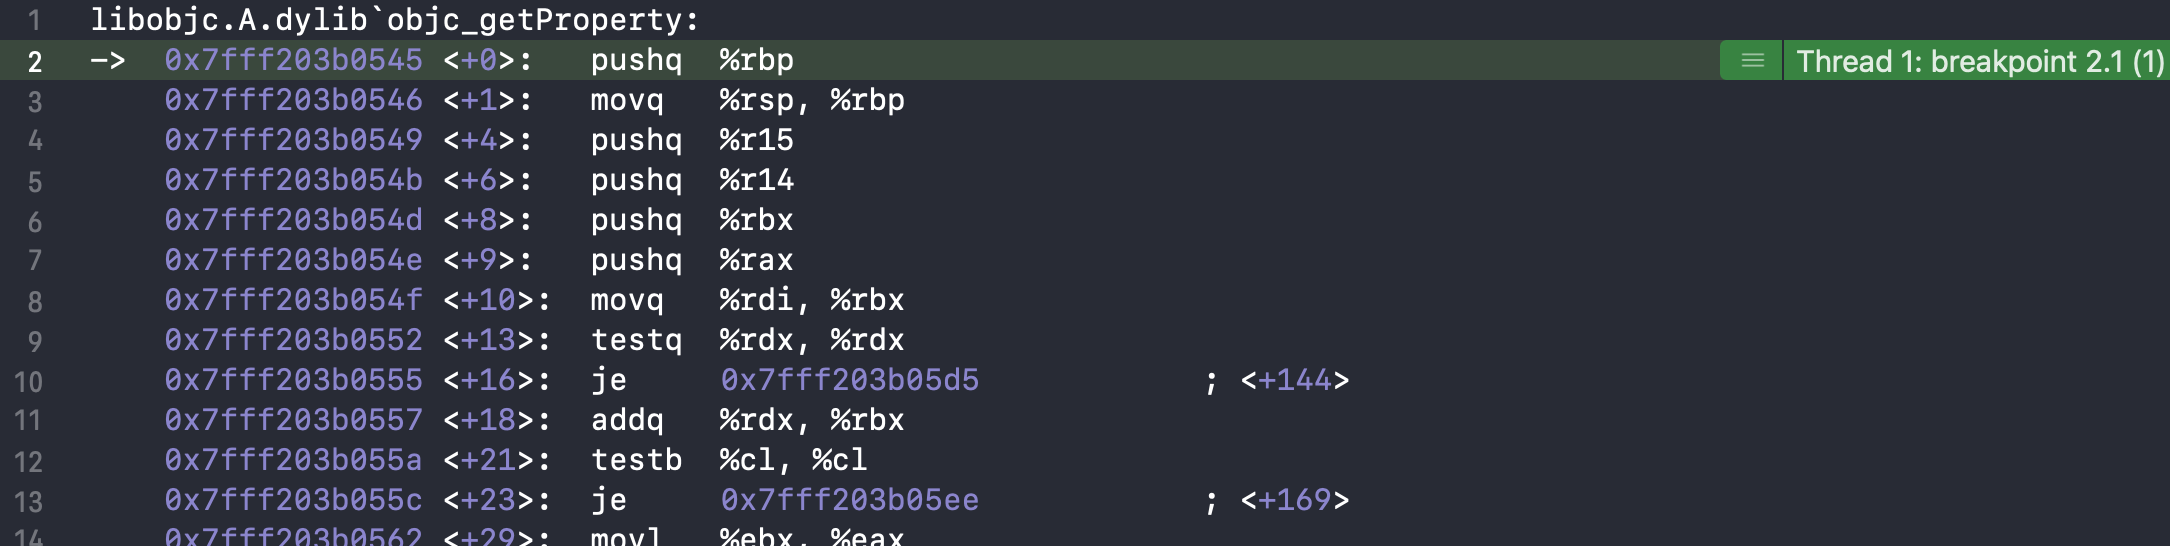 1 libobjc.A.dylib`objc_getProperty:
2 -> 0x7fff203b0545 <+0>: pushq %rbp Thread 1: breakpoint 2.1 (1)
3 0x7fff203b0546 <+1>: movq %rsp, %rbp
4 0x7fff203b0549 <+4>: pushq %r15
5 0x7fff203b054b <+6>: pushq %r14
6 0x7fff203b054d <+8>: pushq %rbx
7 0x7fff203b054e <+9>: pushq %rax
8 0x7fff203b054f <+10>: movq %rdi, %rbx
9 0x7fff203b0552 <+13>: testq %rdx, %rdx
10 0x7fff203b0555 <+16>: je 0x7fff203b05d5 ; <+144>
11 0x7fff203b0557 <+18>: addq %rdx, %rbx
12 0x7fff203b055a <+21>: testb %cl, %cl
13 0x7fff203b055c <+23>: je 0x7fff203b05ee ; <+169>
14 0x7fff203b0562 <+29>: movl %ebx, %eax